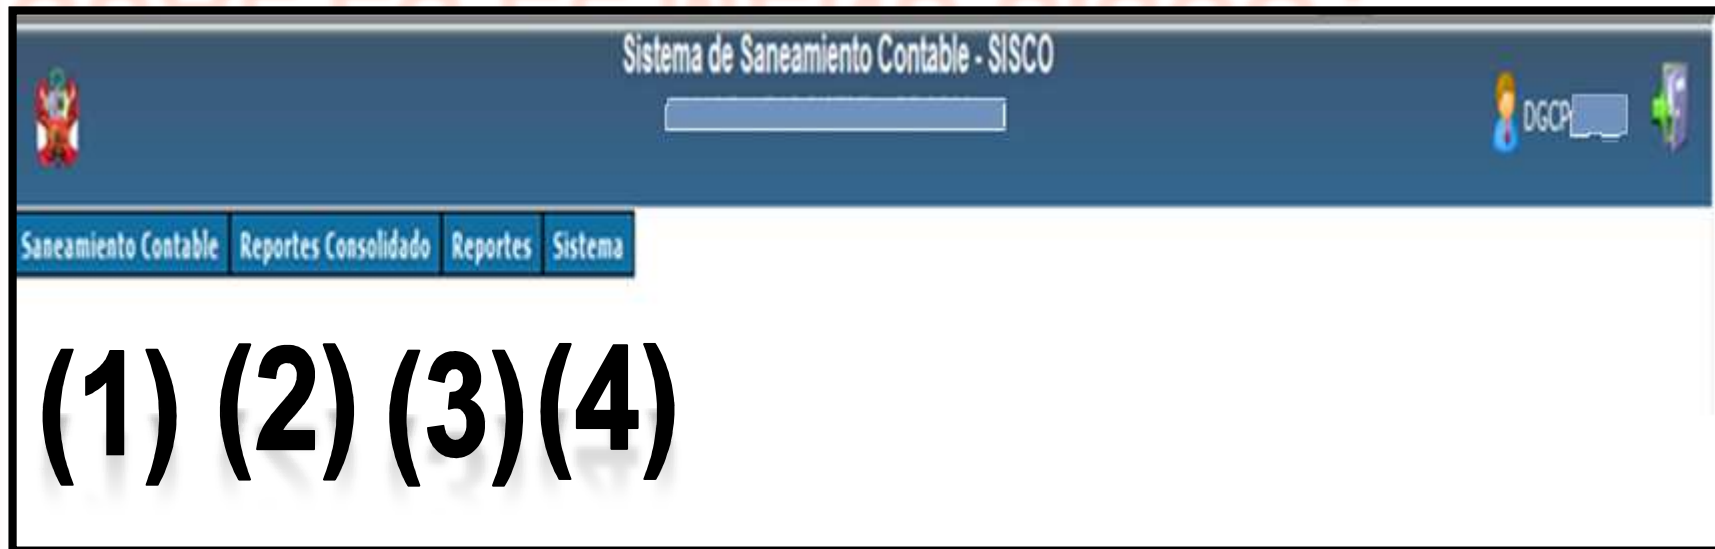 Sistema de Saneamiento Contable - SISCO
DGCP
Saneamiento Contable Reportes Consolidado Reportes Sistema
(1) (2) (3) (4)